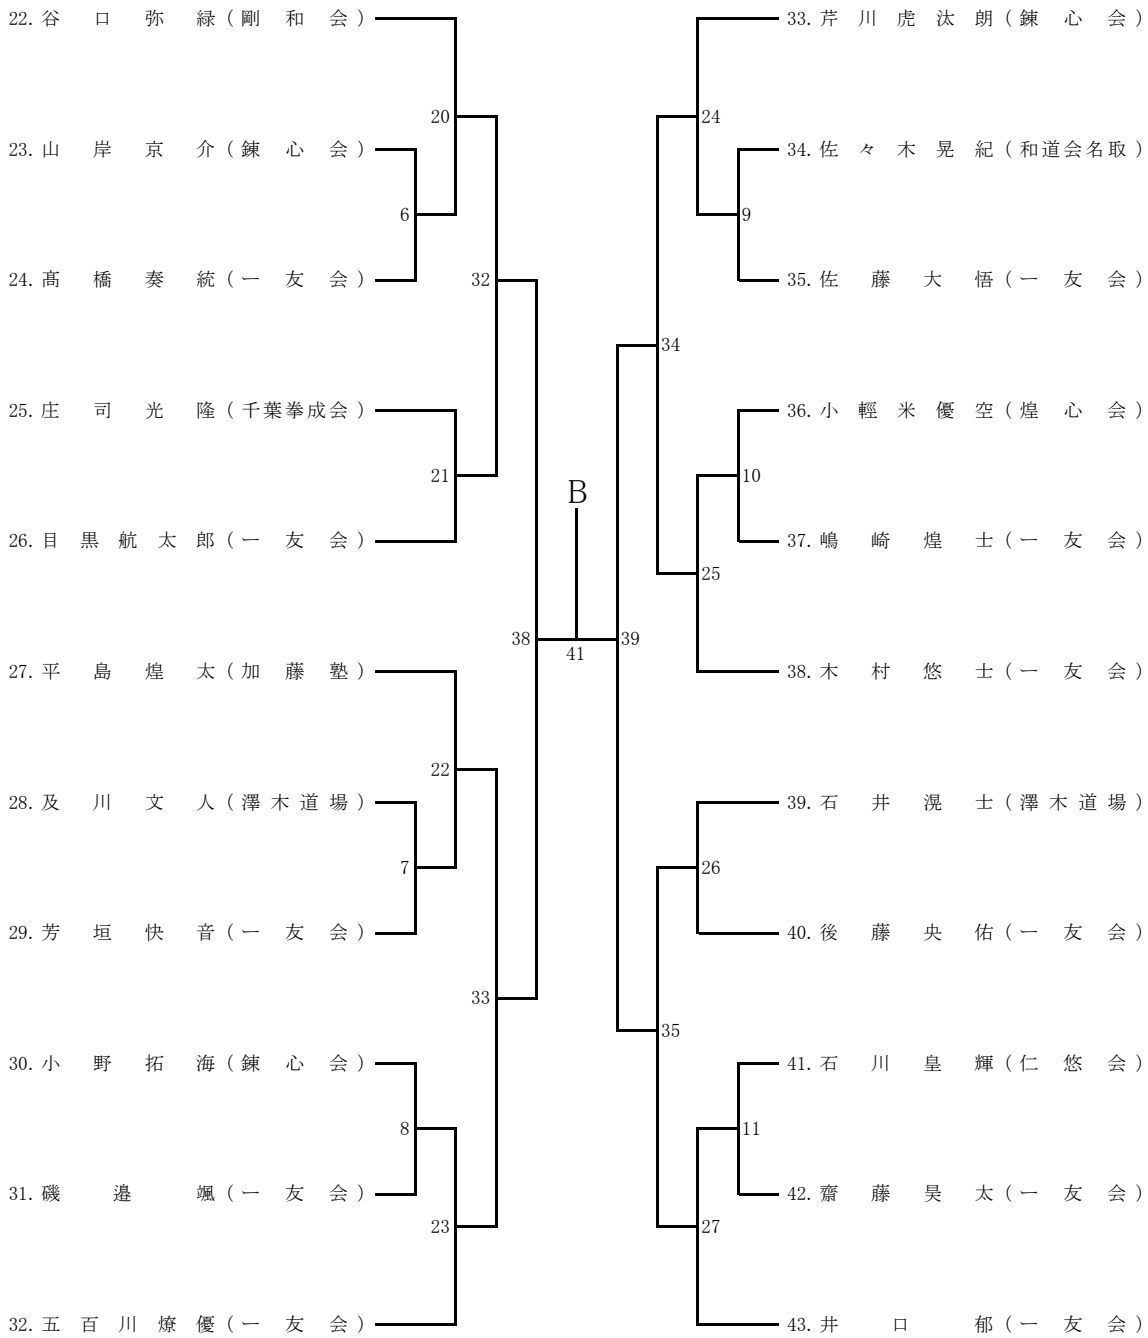 22. 谷口弥緑(剛和会)
20
23. 山岸京介(錬心会)
6
24. 髙橋奏統(一友会)
32
25. 庄司光隆(千葉拳成会)
21
26. 目黒航太郎(一友会)
38
27. 平島煌太(加藤塾)
22
28. 及川文人(澤木道場)
7
29. 芳垣快音(一友会)
33
30. 小野拓海(錬心会)
8
31. 磯邉颯(一友会)
23
32. 五百川燎優(一友会)
B
41
33. 芹川虎汰朗(錬心会)
24
34. 佐々木晃紀(和道会名取)
9
35. 佐藤大悟(一友会)
34
36. 小輕米優空(煌心会)
10
37. 嶋崎煌士(一友会)
25
39
38. 木村悠士(一友会)
39. 石井滉士(澤木道場)
26
40. 後藤央佑(一友会)
35
41. 石川皇輝(仁悠会)
11
42. 齋藤昊太(一友会)
27
43. 井口郁(一友会)